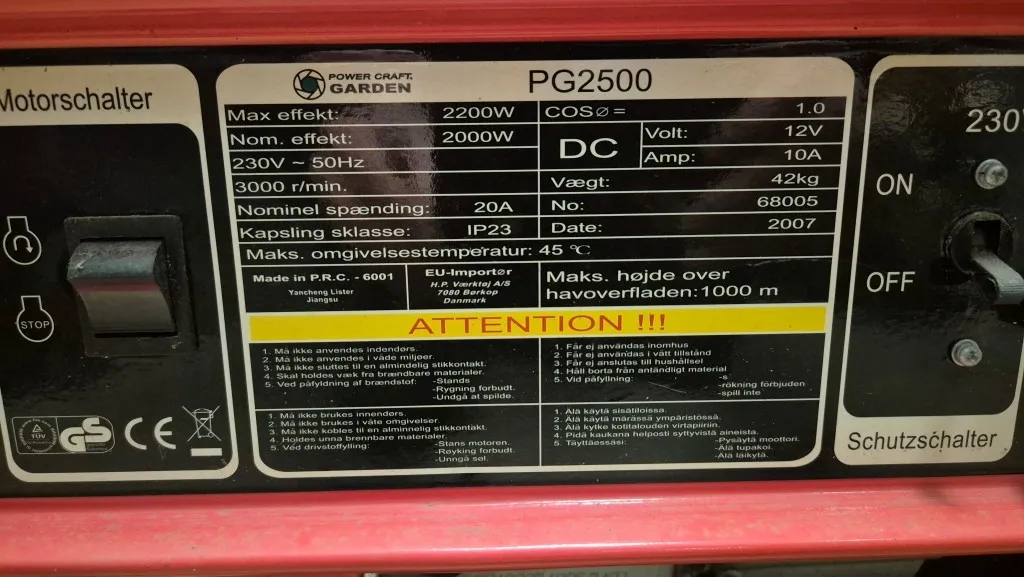 Motorschalter
STOP
TÜV
GS
CE
POWER CRAFT.
GARDEN
PG2500
Max effekt: 2200W
Nom. effekt: 2000W
230V ~ 50Hz
3000 r/min.
Nominel spænding: 20A
Kapsling sklasse: IP23
COSø= 1.0
DC
Volt: 12V
Amp: 10A
Vægt: 42kg
No: 68005
Date: 2007
Maks. omgivelsestemperatur: 45 ℃
Made in P.R.C. - 6001
Yancheng Lister
Jiangsu
EU-Importør
H.P. Værktøj A/S
7080 Børkop
Danmark
Maks. højde over
havoverfladen:1000 m
ATTENTION !!!
1. Må ikke anvendes indendørs.
2. Må ikke anvendes i våde miljøer.
3. Må ikke sluttes til en almindelig stikkontakt.
4. Skal holdes væk fra brændbare materialer.
5. Ved påfyldning af brændstof: -Stands
-Rygning forbudt.
-Undgå at spilde.
1. Får ej användas inomhus
2. Får ej användas i vått tillstånd
3. Får ej anslutas till hushållsel
4. Håll borta från antändligt material
5. Vid påfyllning: -s
-rökning förbjuden
-spill inte
1. Må ikke brukes innenders.
2. Må ikke brukes i våte omgivelser.
3. Må ikke kobles til en alminnelig stikkontakt.
4. Holdes unna brennbare materialer.
5. Ved drivstoffylling: -Stans motoren.
-Røyking forbudt.
-Unngå søl.
1. Älä käytä sisätiloissa.
2. Älä käytä märässä ympäristössä.
3. Älä kytke kotitalouden virtapiiriin.
4. Pidä kaukana helposti syttyvistä aineista.
5. Täyttäessäsi: -Pysäytä moottori.
-Älä tupakoi.
-Älä läikytä.
230V
ON
OFF
Schutzschalter